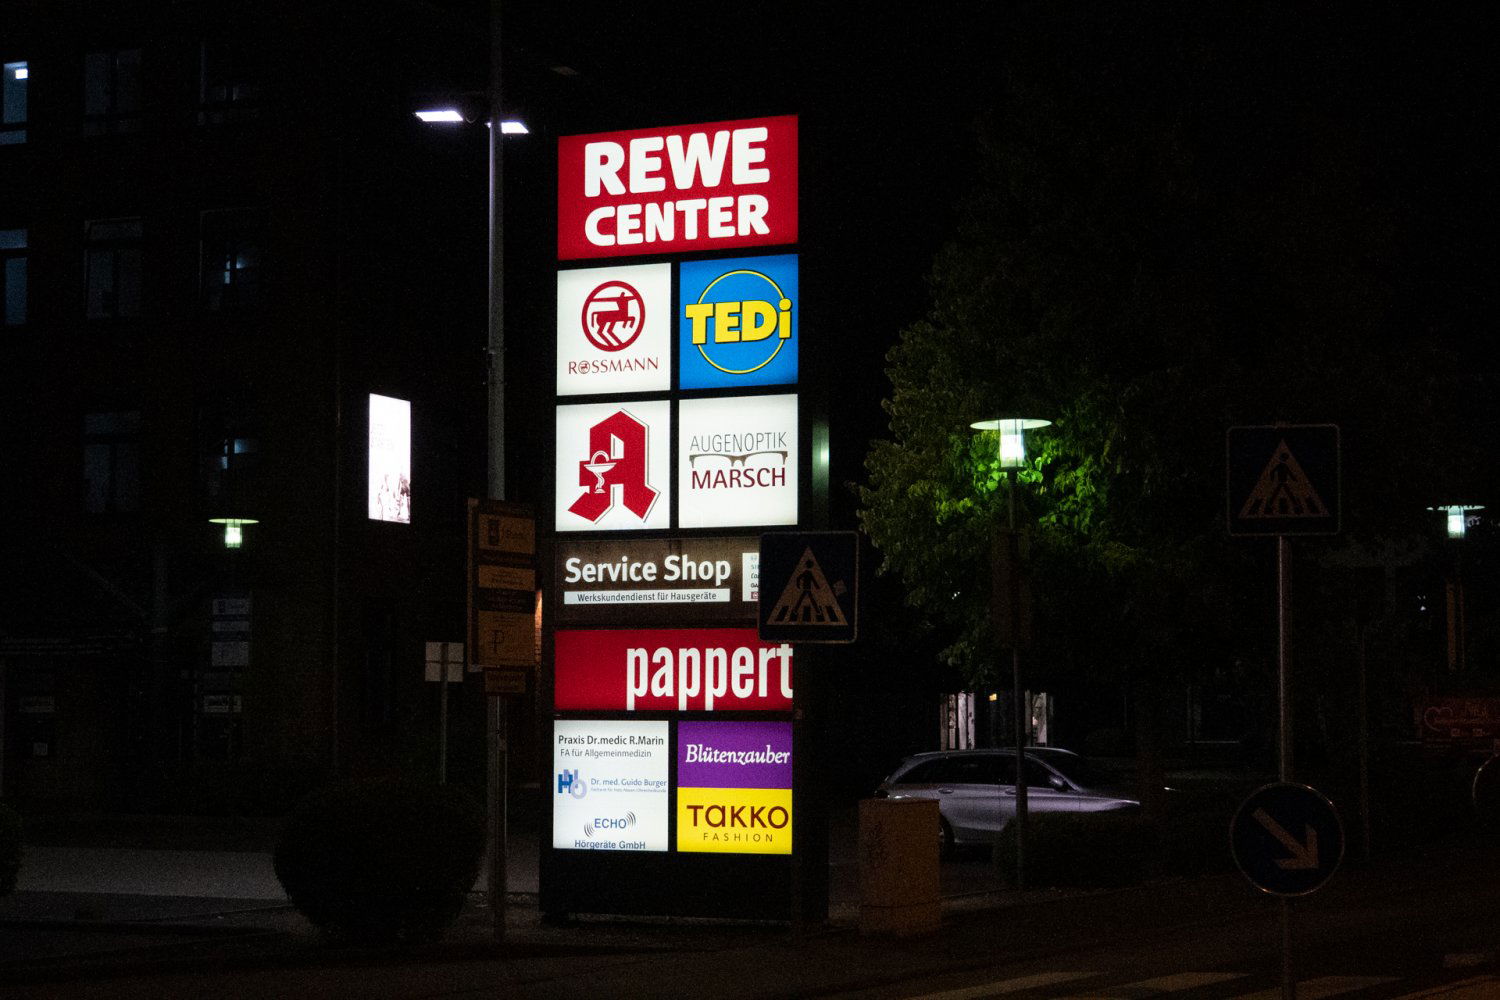 REWE
CENTER
ROSSMANN
TEDi
A
AUGENOPTIK
MARSCH
Service Shop
Werkskundendienst für Hausgeräte
pappert
Praxis Dr.medic R.Marin
FA für Allgemeinmedizin
HNO
Dr. med. Guido Burger
ECHO
Hörgeräte GmbH
Blütenzauber
TAKKO
FASHION